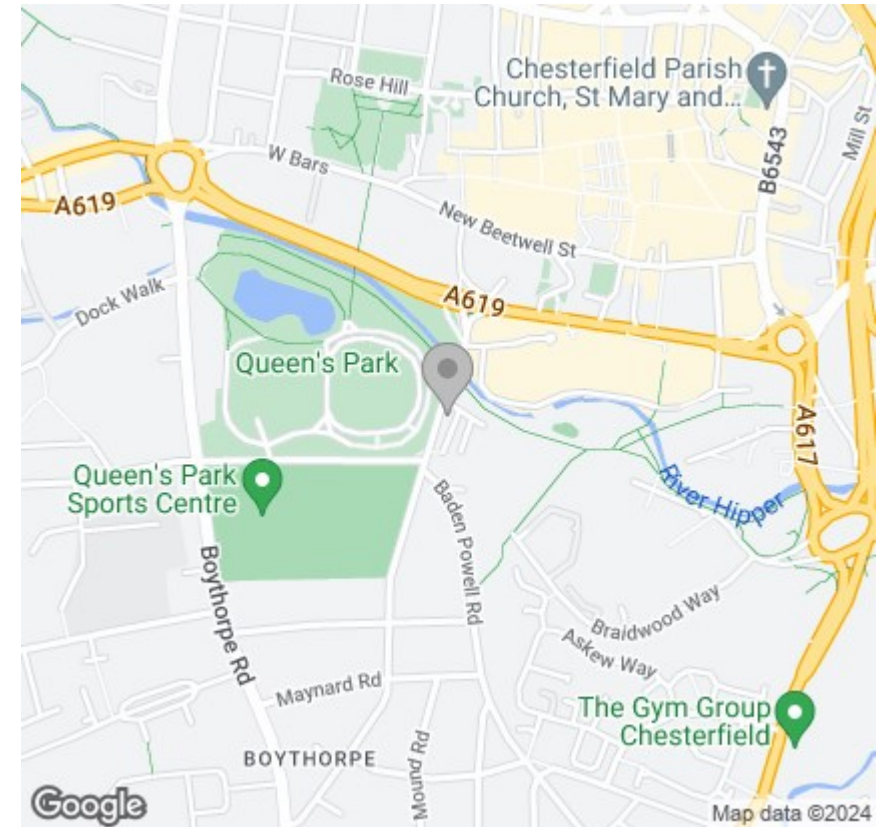 Rose Hill
Chesterfield Parish
Church, St Mary and...
W Bars
Mill St
B6543
A619
New Beetwell St
Dock Walk
A619
Queen's Park
A617
Queen's Park
Sports Centre
River Hipper
Baden Powell Rd
Boythorpe Rd
Braidwood Way
Askew Way
Maynard Rd
The Gym Group
Chesterfield
BOYTHORPE
Mound Rd
Google
Map data ©2024